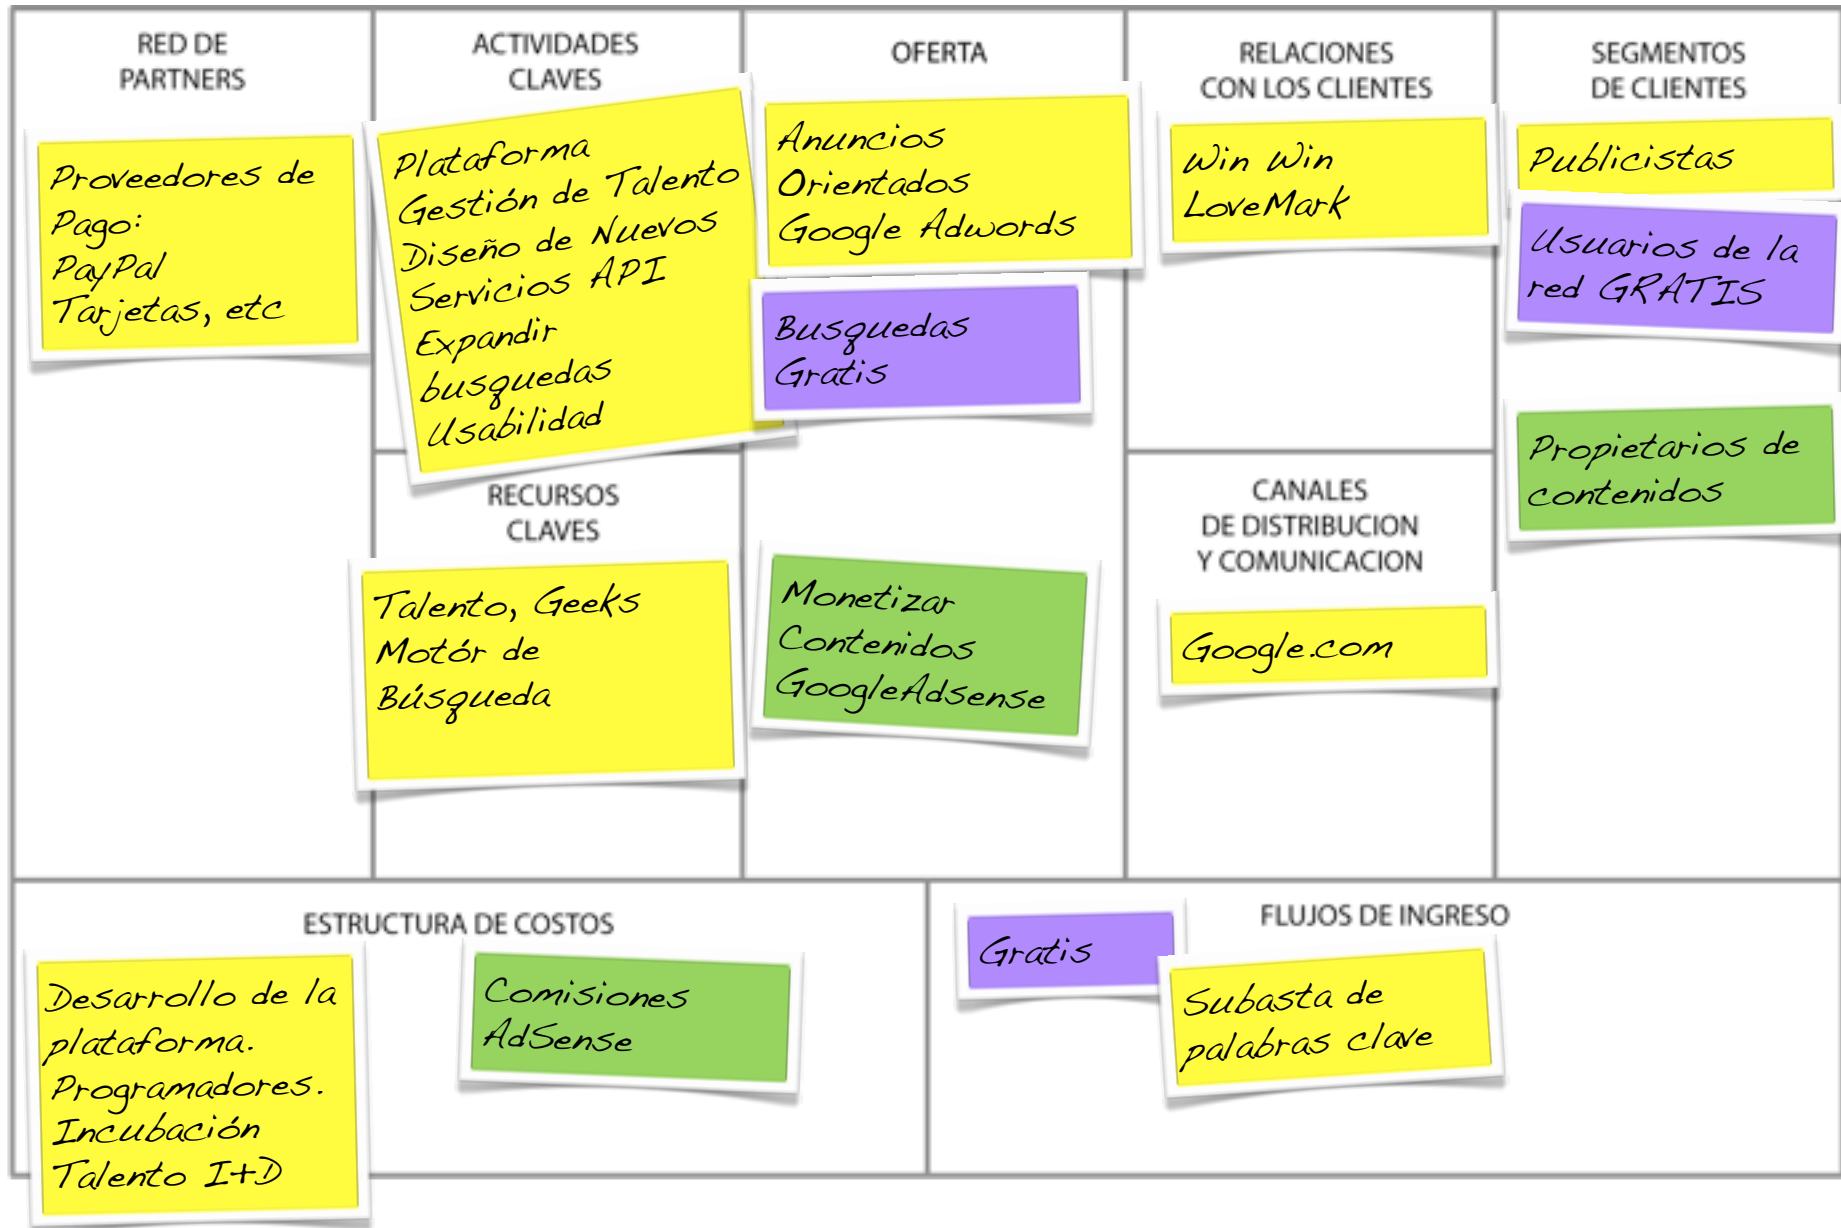 RED DE
PARTNERS
Proveedores de
Pago:
PayPal
Tarjetas, etc
ACTIVIDADES
CLAVES
Plataforma
Gestión de Talento
Diseño de Nuevos
Servicios API
Expandir
busquedas
Usabilidad
RECURSOS
CLAVES
Talento, Geeks
Motór de
Búsqueda
OFERTA
Anuncios
Orientados
Google Adwords
Busquedas
Gratis
Monetizar
Contenidos
GoogleAdsense
RELACIONES
CON LOS CLIENTES
Win Win
LoveMark
CANALES
DE DISTRIBUCION
Y COMUNICACION
Google.com
SEGMENTOS
DE CLIENTES
Publicistas
Usuarios de la
red GRATIS
Propietarios de
contenidos
ESTRUCTURA DE COSTOS
Desarrollo de la
plataforma.
Programadores.
Incubación
Talento I+D
Comisiones
AdSense
FLUJOS DE INGRESO
Gratis
Subasta de
palabras clave